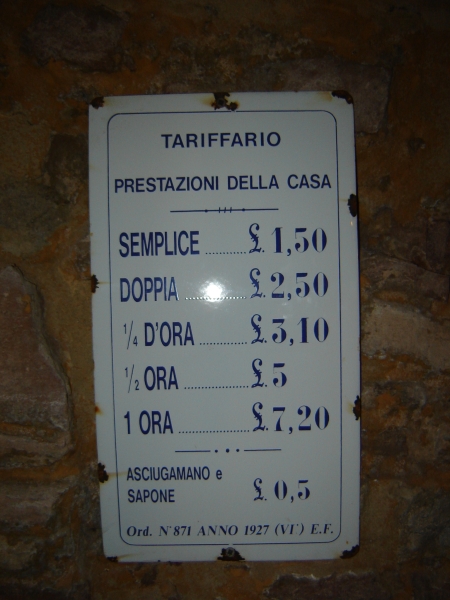 TARIFFARIO
PRESTAZIONI DELLA CASA
SEMPLICE ............ £. 1,50
DOPPIA ................ £. 2,50
1/4 D'ORA ............ £. 3,10
1/2 ORA ................ £. 5
1 ORA .................... £. 7,20
ASCIUGAMANO e
SAPONE £. 0,5
Ord. N°871 ANNO 1927 (VI°) E.F.